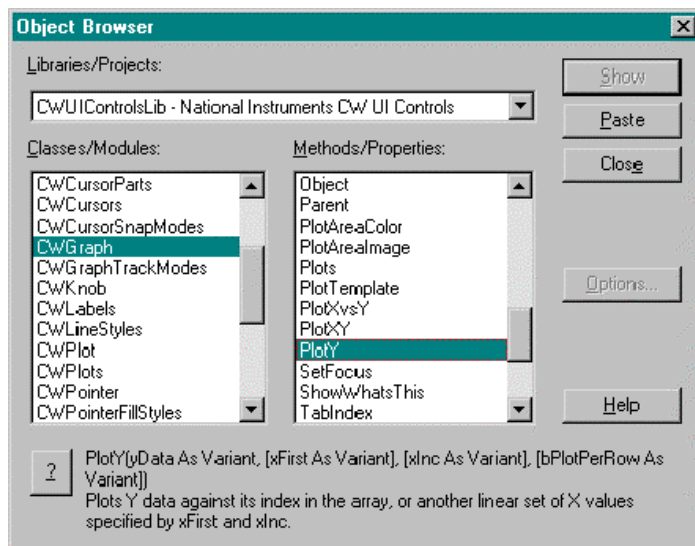 Object Browser
Libraries/Projects:
CWUIControlsLib - National Instruments CW UI Controls
Show
Paste
Close
Classes/Modules:
CWCursorParts
CWCursors
CWCursorSnapModes
CWGraph
CWGraphTrackModes
CWKnob
CWLabels
CWLineStyles
CWPlot
CWPlots
CWPointer
CWPointerFillStyles
Methods/Properties:
Object
Parent
PlotAreaColor
PlotAreaImage
Plots
PlotTemplate
PlotXvsY
PlotXY
PlotY
SetFocus
ShowWhatsThis
TabIndex
Options...
Help
?
PlotY(yData As Variant, [xFirst As Variant], [xInc As Variant], [bPlotPerRow As
Variant])
Plots Y data against its index in the array, or another linear set of X values
specified by xFirst and xInc.